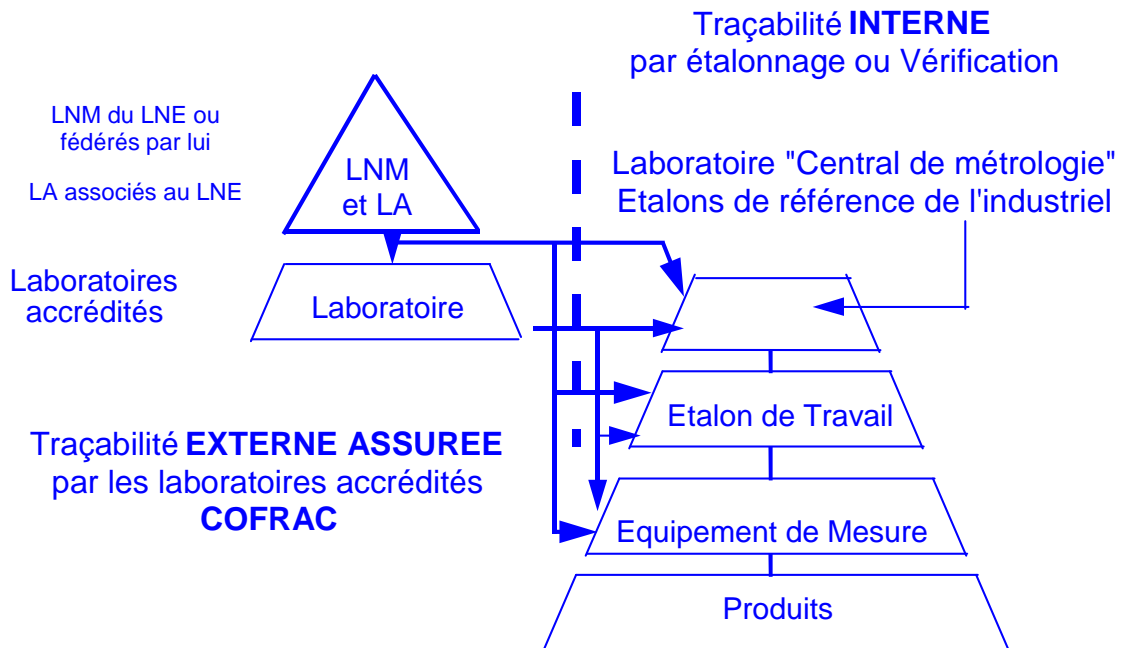 Traçabilité INTERNE
par étalonnage ou Vérification
LNM du LNE ou
fédérés par lui
LA associés au LNE
LNM
et LA
Laboratoire "Central de métrologie"
Etalons de référence de l'industriel
Laboratoires
accrédités
Laboratoire
Etalon de Travail
Traçabilité EXTERNE ASSUREE
par les laboratoires accrédités
COFRAC
Equipement de Mesure
Produits